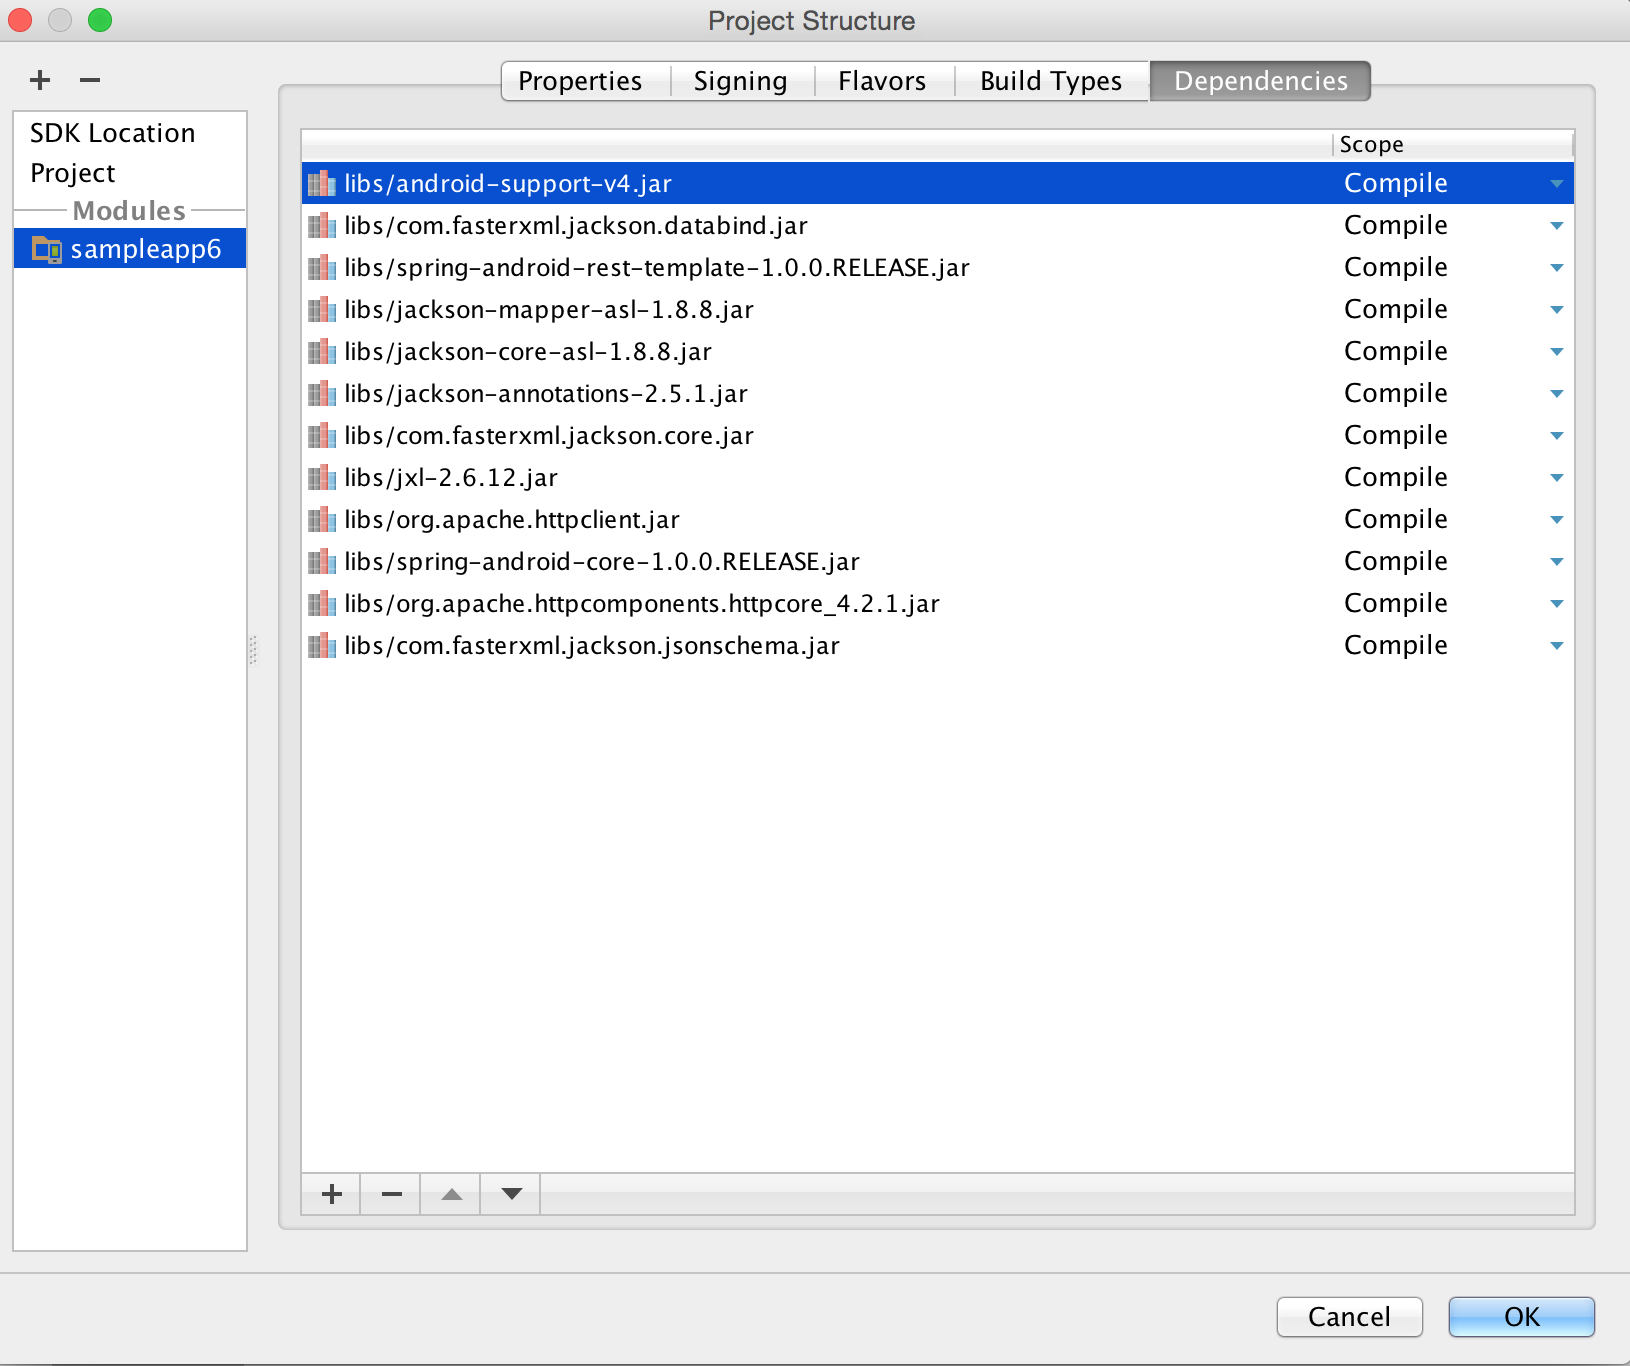 Project Structure
Properties Signing Flavors Build Types Dependencies
SDK Location
Project
Modules
sampleapp6
Scope
libs/android-support-v4.jar Compile
libs/com.fasterxml.jackson.databind.jar Compile
libs/spring-android-rest-template-1.0.0.RELEASE.jar Compile
libs/jackson-mapper-asl-1.8.8.jar Compile
libs/jackson-core-asl-1.8.8.jar Compile
libs/jackson-annotations-2.5.1.jar Compile
libs/com.fasterxml.jackson.core.jar Compile
libs/jxl-2.6.12.jar Compile
libs/org.apache.httpclient.jar Compile
libs/spring-android-core-1.0.0.RELEASE.jar Compile
libs/org.apache.httpcomponents.httpcore_4.2.1.jar Compile
libs/com.fasterxml.jackson.jsonschema.jar Compile
Cancel OK